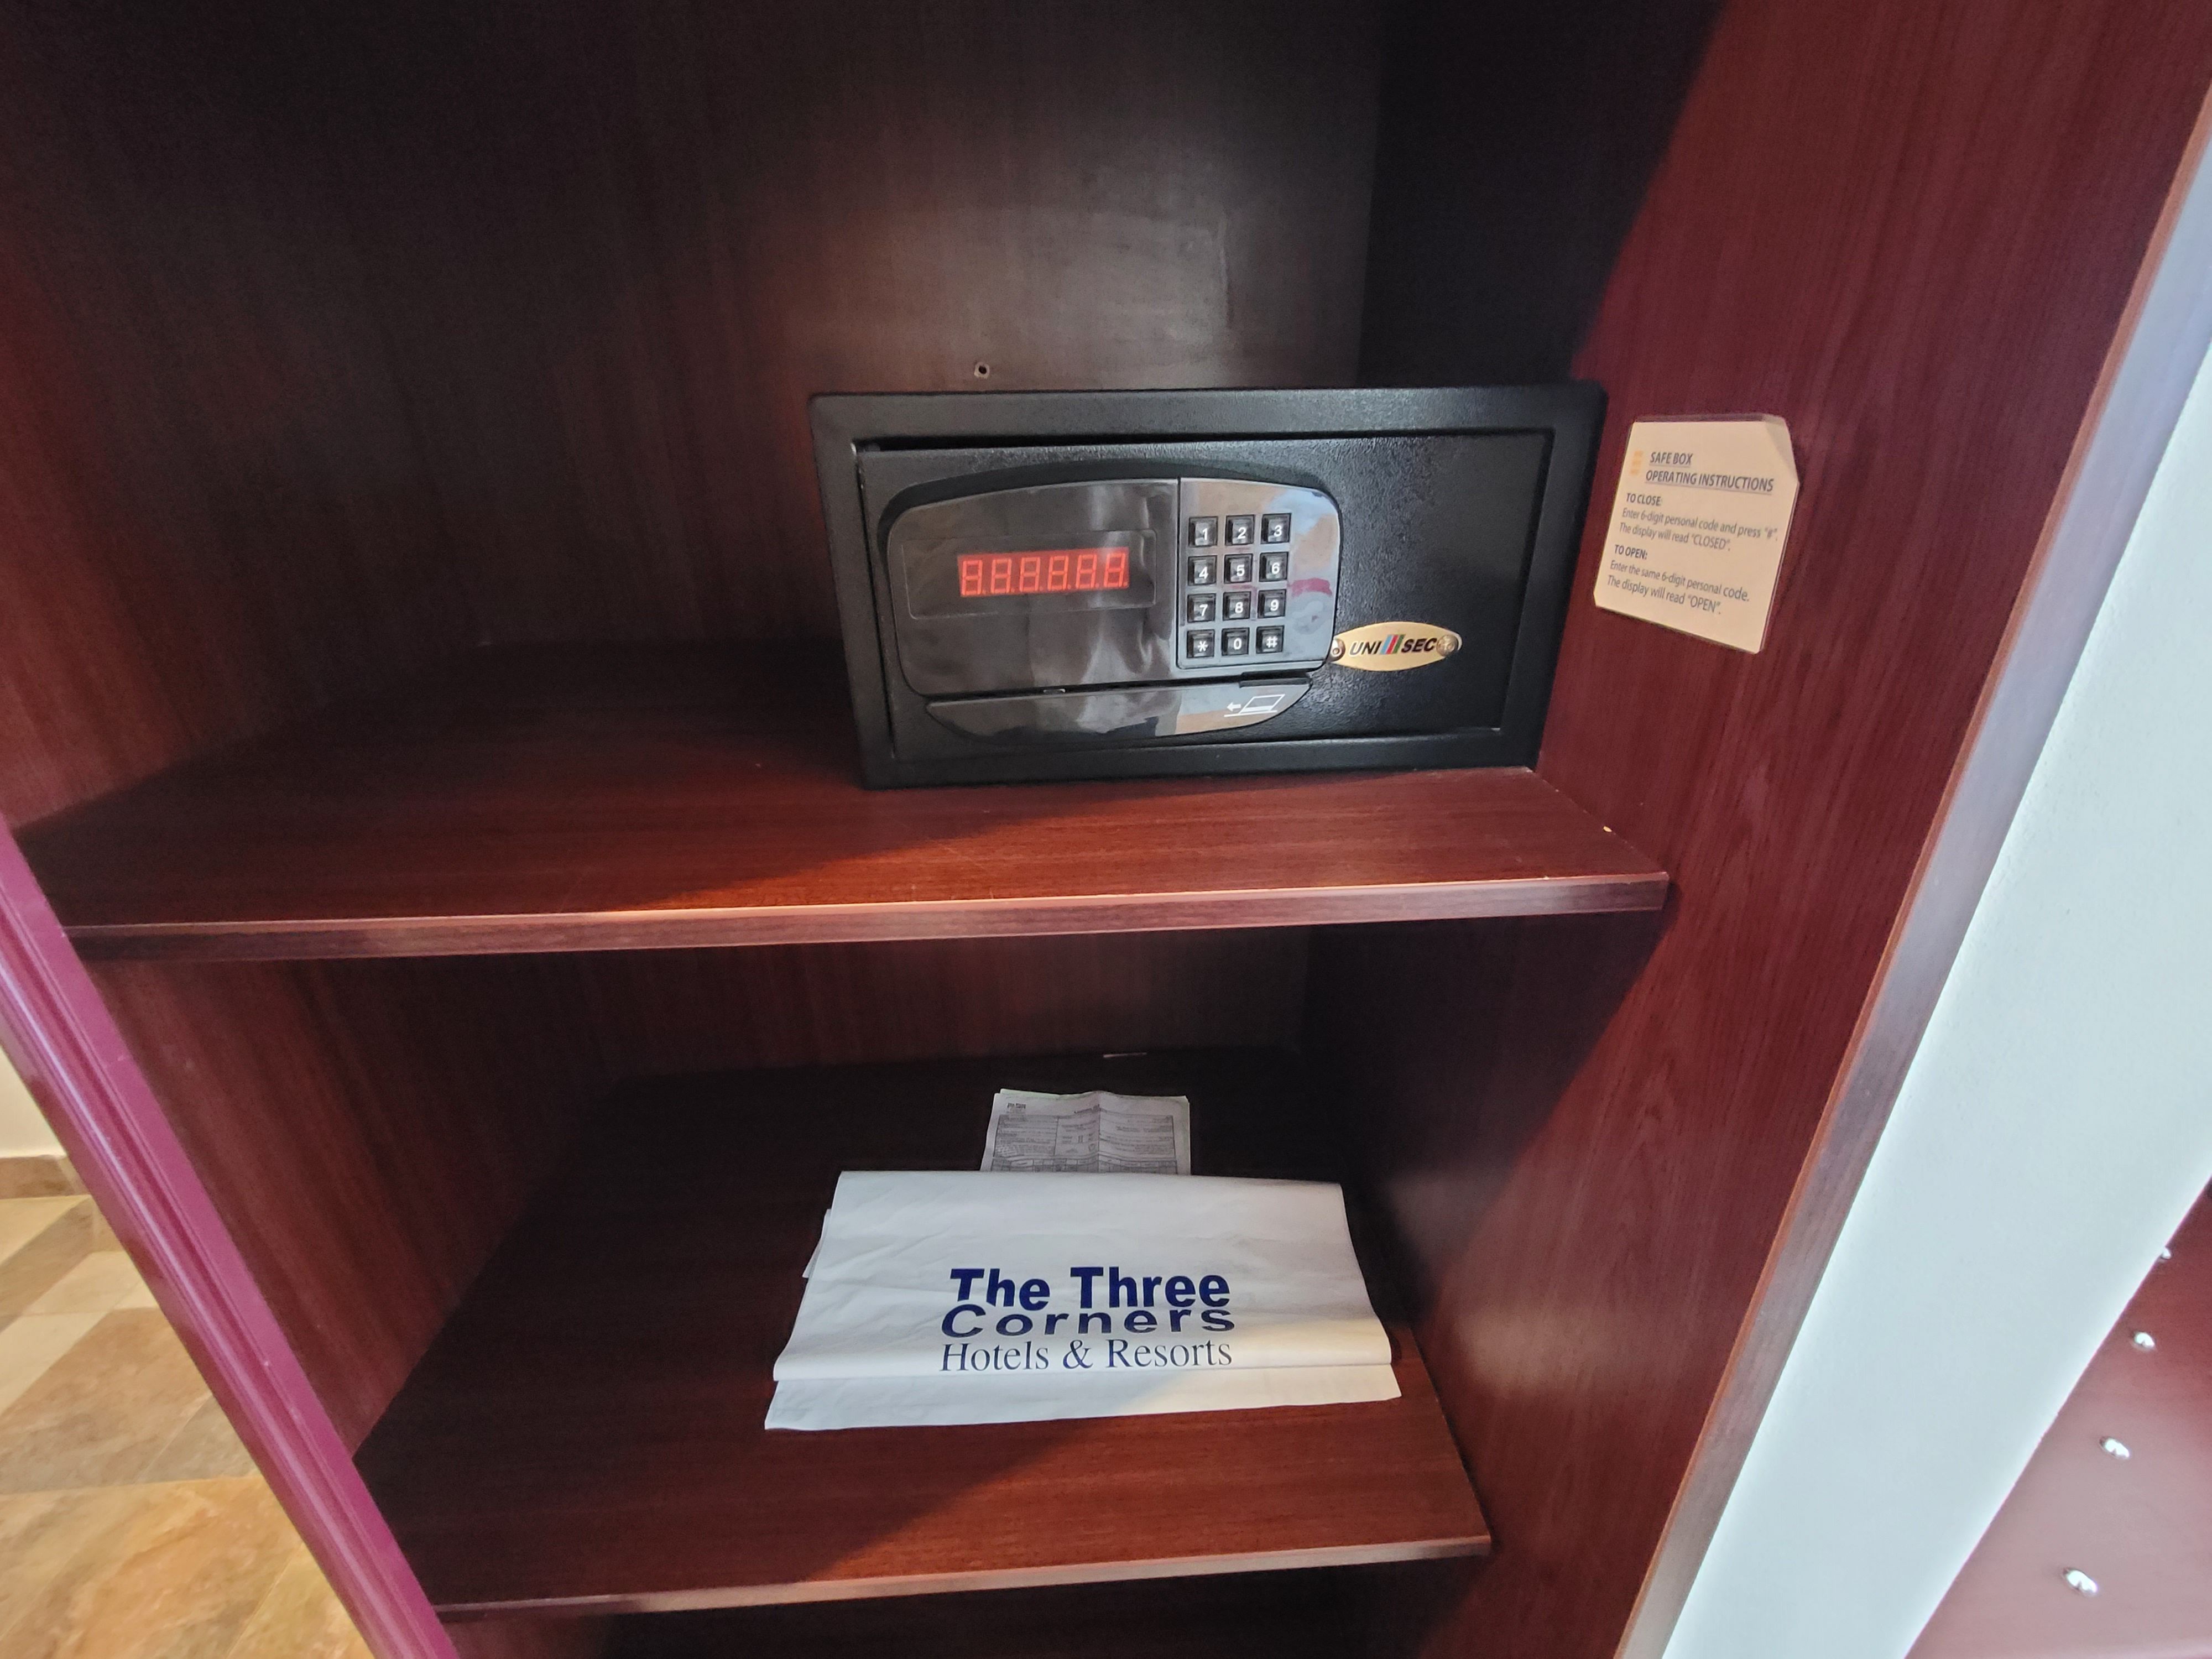 8.8.8.8.8.8.
1 2 3
4 5 6
7 8 9
* 0 #
UNI SEC
SAFE BOX
OPERATING INSTRUCTIONS
TO CLOSE:
Enter 6-digit personal code and press "#".
The display will read "CLOSED".
TO OPEN:
Enter the same 6-digit personal code.
The display will read "OPEN".
The Three
Corners
Hotels & Resorts